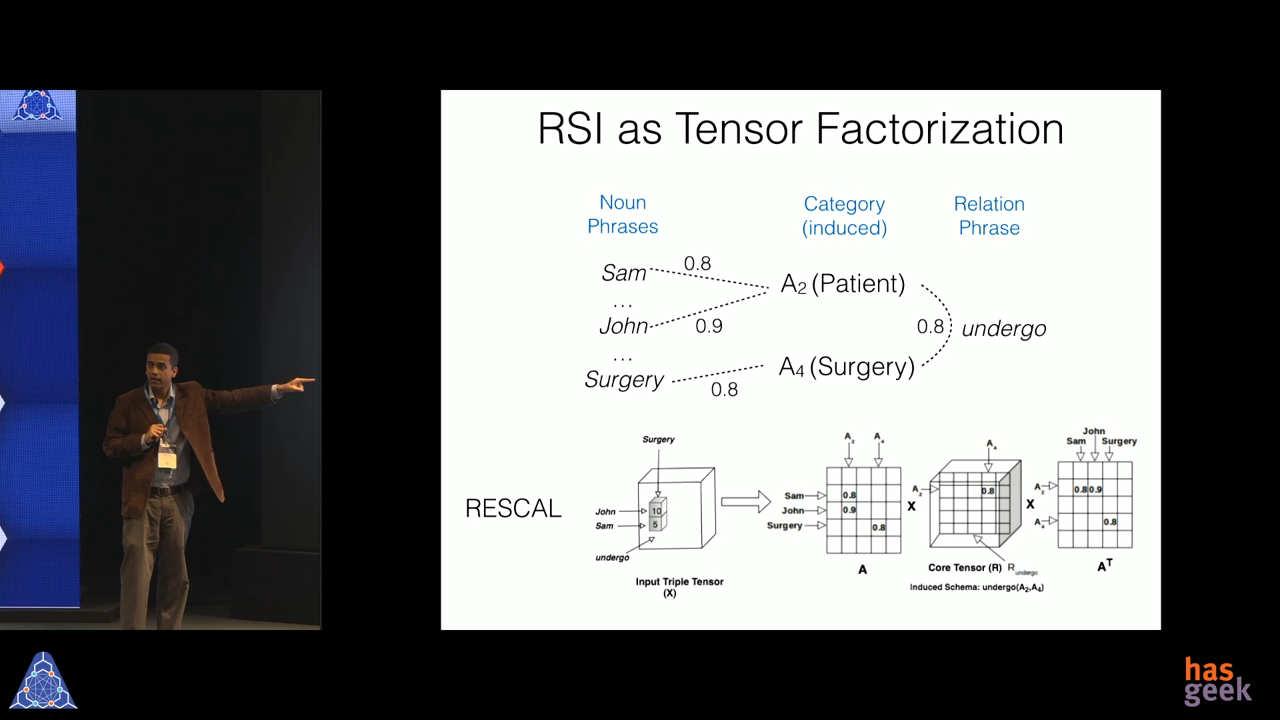 RSI as Tensor Factorization
Noun
Phrases
Category
(induced)
Relation
Phrase
Sam
0.8
A2 (Patient)
...
John
0.9
0.8
undergo
...
Surgery
0.8
A4 (Surgery)
RESCAL
Surgery
John
10
Sam
5
undergo
Input Triple Tensor
(X)
A2
A4
Sam
0.8
John
0.9
Surgery
0.8
A
X
A4
A2
0.8
Core Tensor (R)
Rundergo
Induced Schema: undergo(A2,A4)
X
John
Sam
Surgery
A2
0.8 0.9
A4
0.8
AT
has
geek